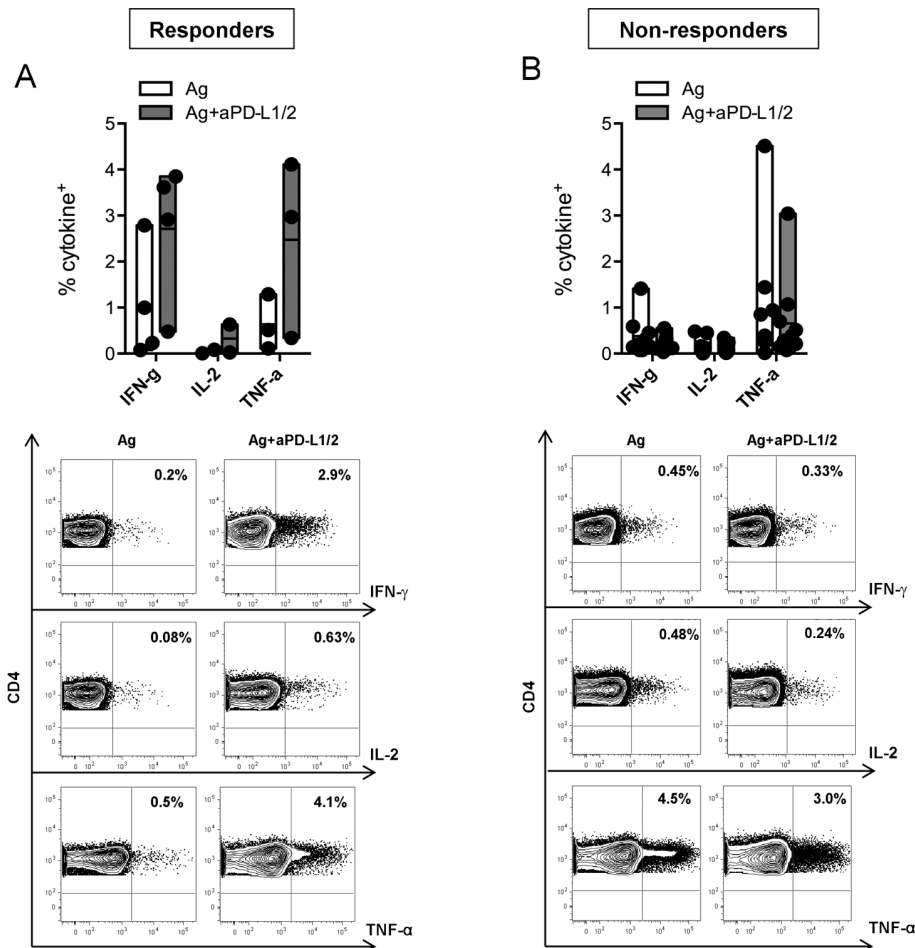 Responders
Non-responders
A
Ag
Ag+aPD-L1/2
% cytokine+
5
4
3
2
1
0
IFN-g
IL-2
TNF-a
B
Ag
Ag+aPD-L1/2
% cytokine+
5
4
3
2
1
0
IFN-g
IL-2
TNF-a
Ag Ag+aPD-L1/2
0.2% 2.9%
IFN-γ
0.08% 0.63%
IL-2
0.5% 4.1%
TNF-α
CD4
Ag Ag+aPD-L1/2
0.45% 0.33%
IFN-γ
0.48% 0.24%
IL-2
4.5% 3.0%
TNF-α
CD4